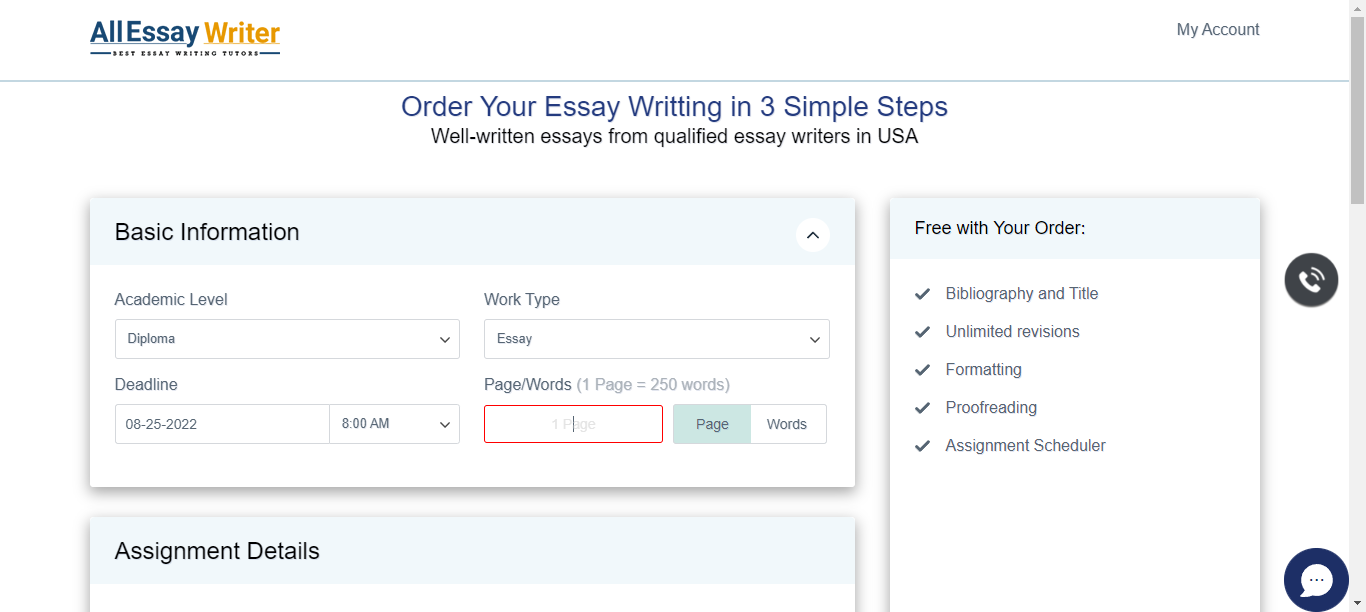 All Essay Writer
BEST ESSAY WRITING TUTORS
My Account
Order Your Essay Writting in 3 Simple Steps
Well-written essays from qualified essay writers in USA
Basic Information
Academic Level
Work Type
Diploma
Essay
Deadline
Page/Words (1 Page = 250 words)
08-25-2022
8:00 AM
1 Page
Page
Words
Assignment Details
Free with Your Order:
Bibliography and Title
Unlimited revisions
Formatting
Proofreading
Assignment Scheduler